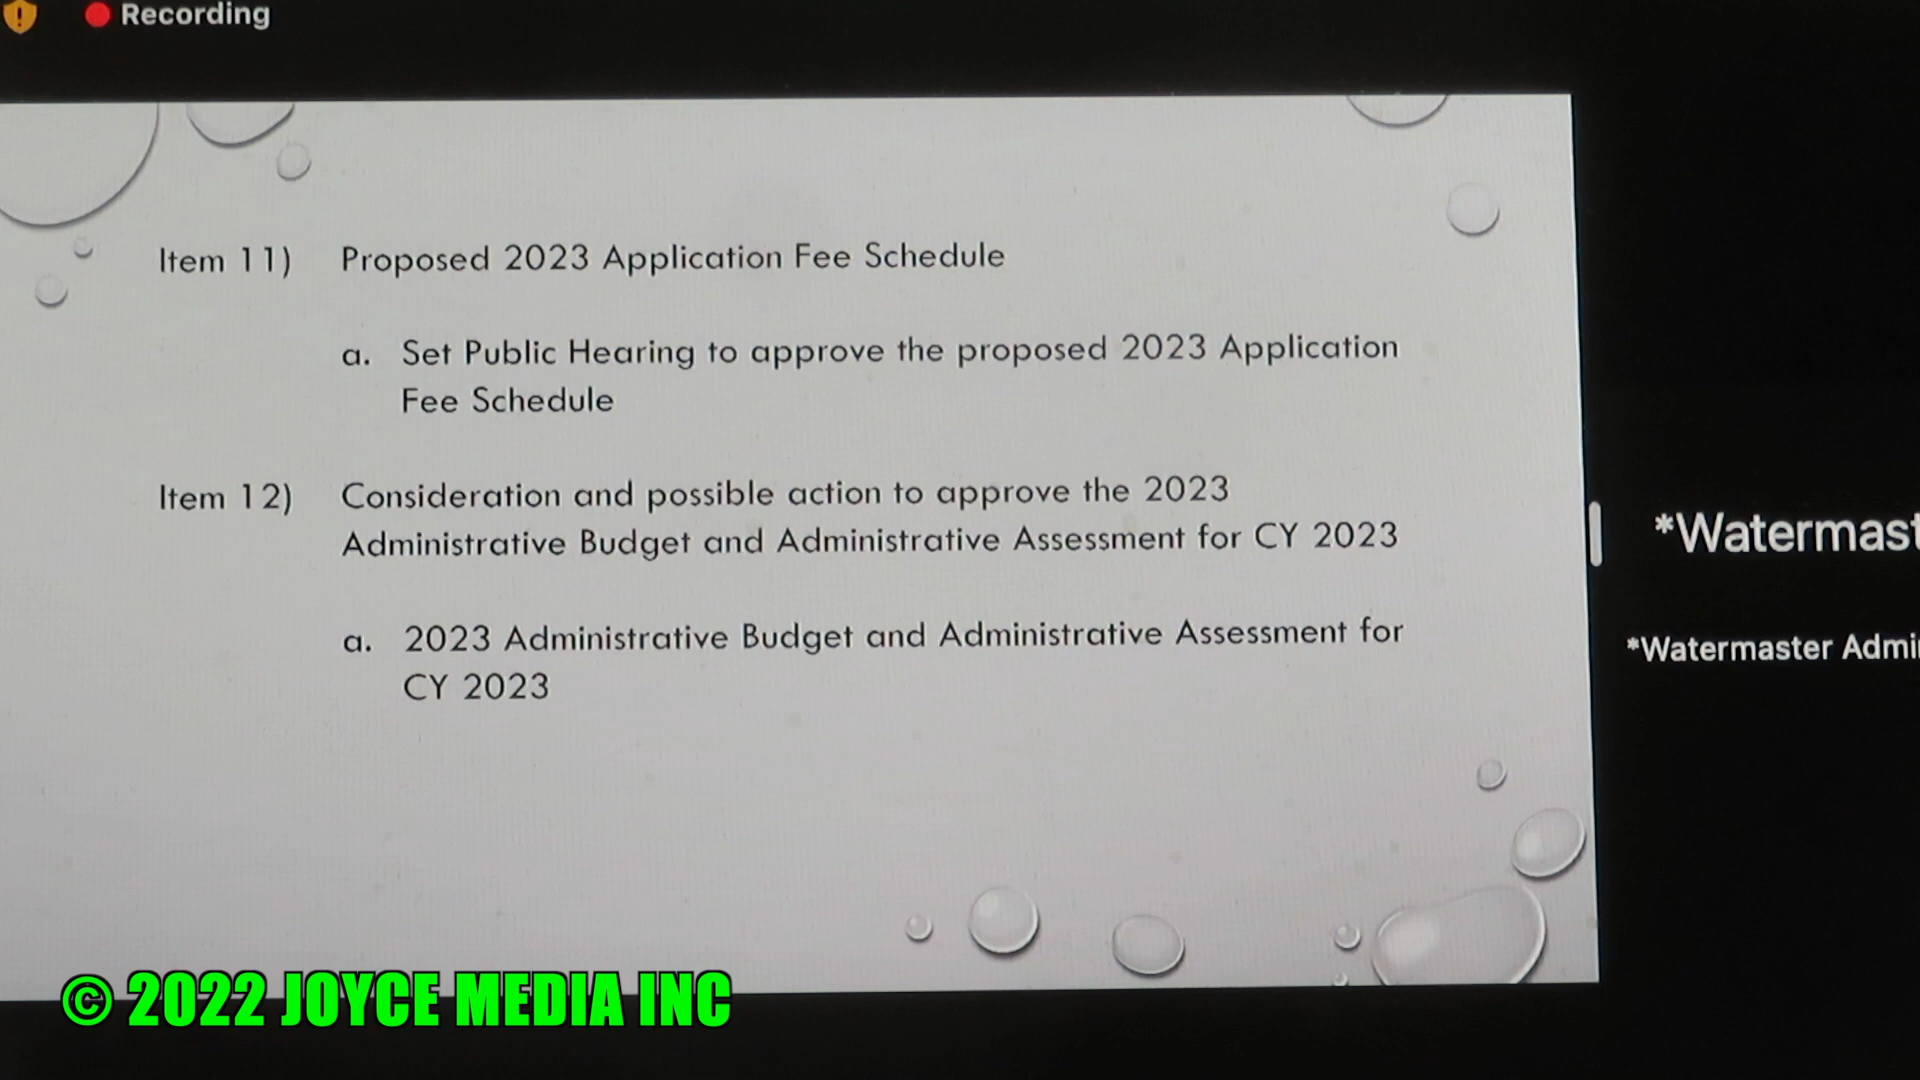 Recording
Item 11) Proposed 2023 Application Fee Schedule
a. Set Public Hearing to approve the proposed 2023 Application
Fee Schedule
Item 12) Consideration and possible action to approve the 2023
Administrative Budget and Administrative Assessment for CY 2023
a. 2023 Administrative Budget and Administrative Assessment for
CY 2023
*Watermast
*Watermaster Admi
© 2022 JOYCE MEDIA INC